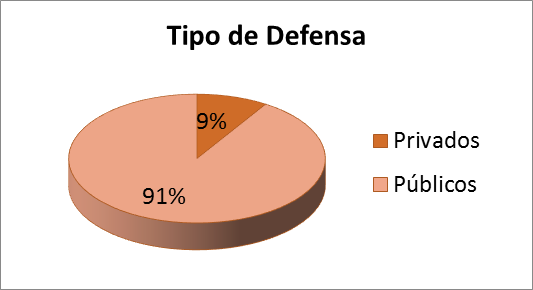 Tipo de Defensa
9%
91%
Privados
Públicos